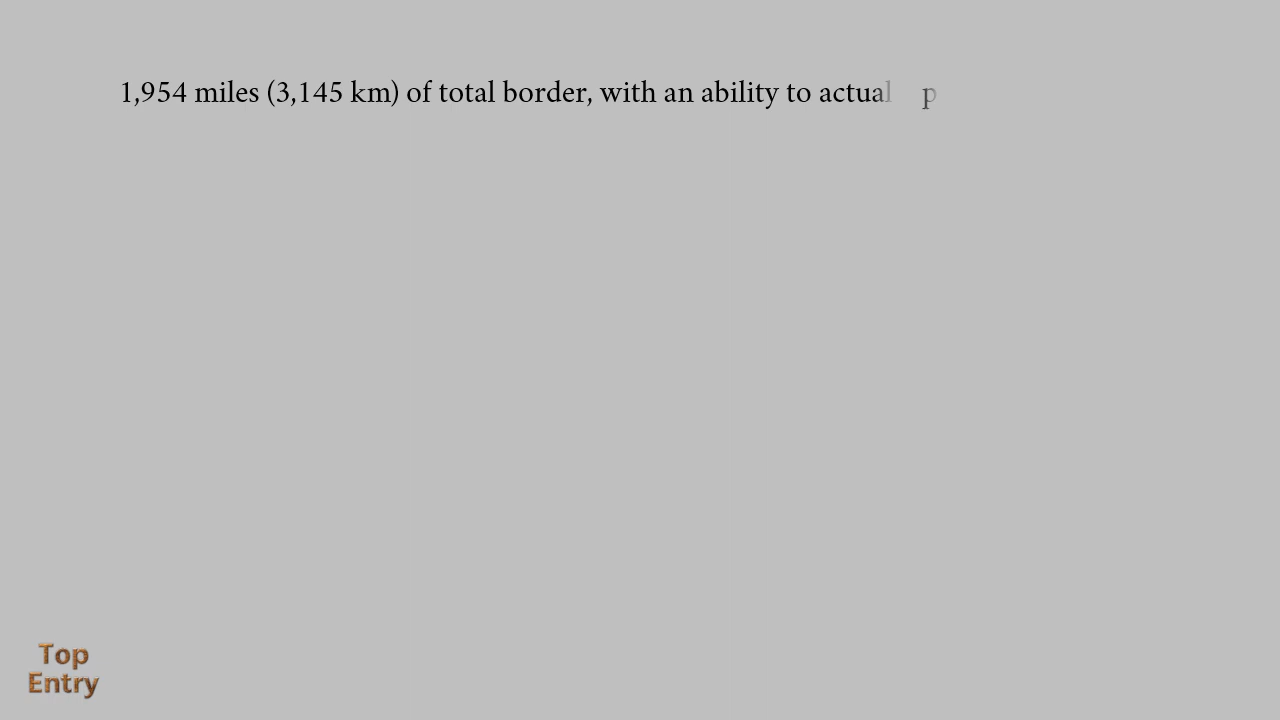 1,954 miles (3,145 km) of total border, with an ability to actual p
Top
Entry